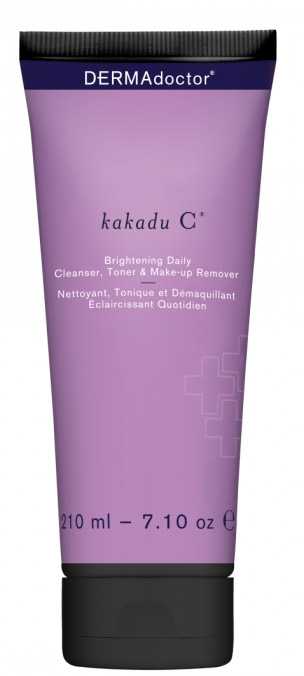 DERMAdoctor®
kakadu C®
Brightening Daily
Cleanser, Toner & Make-up Remover
Nettoyant, Tonique et Démaquillant
Éclaircissant Quotidien
210 ml – 7.10 oz ℮